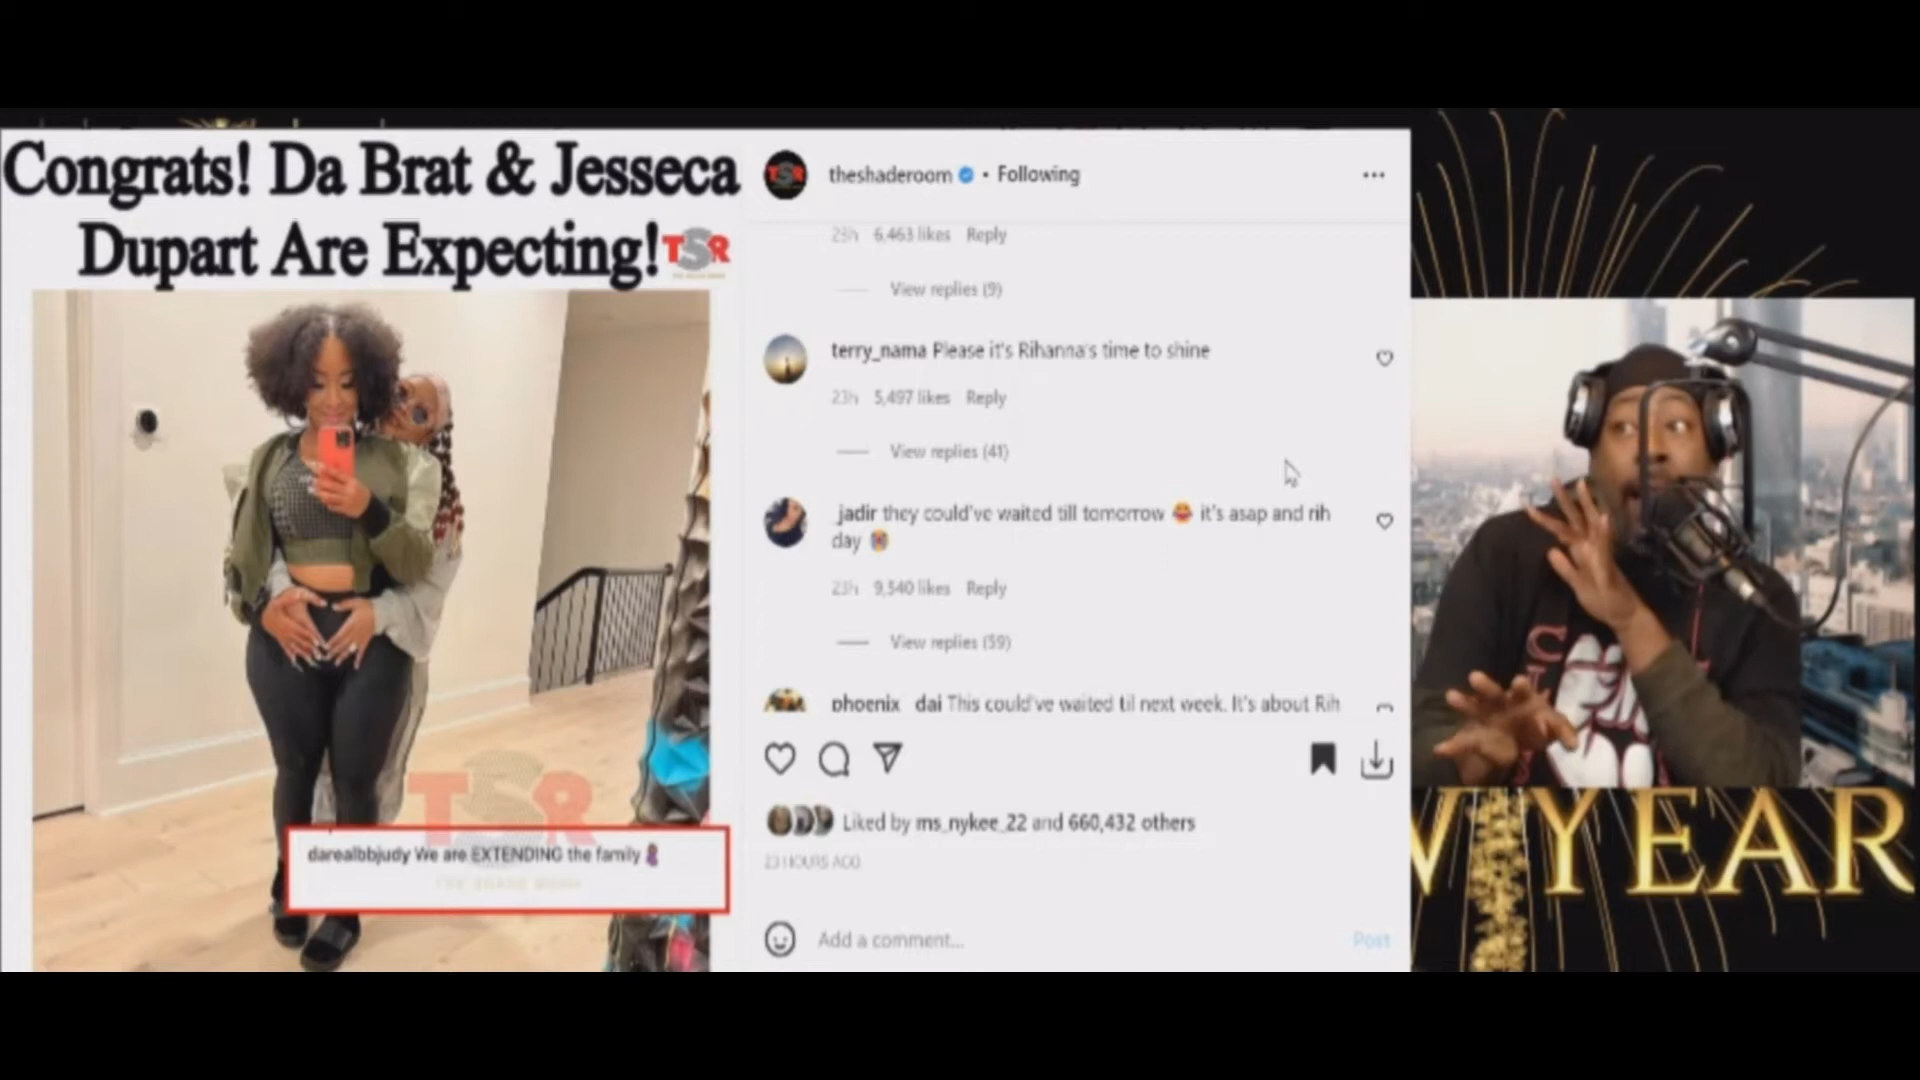 Congrats! Da Brat & Jesseca
Dupart Are Expecting!
TSR
TSR
darealbbjudy We are EXTENDING the family
TSR
theshaderoom • Following
23h 6,463 likes Reply
View replies (9)
terry_nama Please it's Rihanna's time to shine
23h 5,497 likes Reply
View replies (41)
_jadir they could've waited till tomorrow 😂 it's asap and rih
day 😭
23h 9,540 likes Reply
View replies (59)
phoenix_dai This could've waited til next week. It's about Rih
Liked by ms_nykee_22 and 660,432 others
23 HOURS AGO
Add a comment...
Post
W YEAR